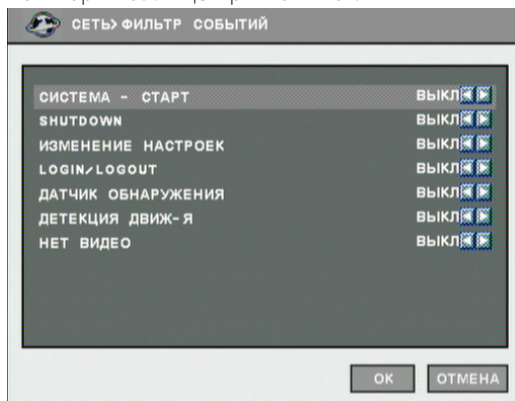 СЕТЬ>ФИЛЬТР СОБЫТИЙ
СИСТЕМА - СТАРТ ВЫКЛ
SHUTDOWN ВЫКЛ
ИЗМЕНЕНИЕ НАСТРОЕК ВЫКЛ
LOGIN/LOGOUT ВЫКЛ
ДАТЧИК ОБНАРУЖЕНИЯ ВЫКЛ
ДЕТЕКЦИЯ ДВИЖ-Я ВЫКЛ
НЕТ ВИДЕО ВЫКЛ
ОК ОТМЕНА